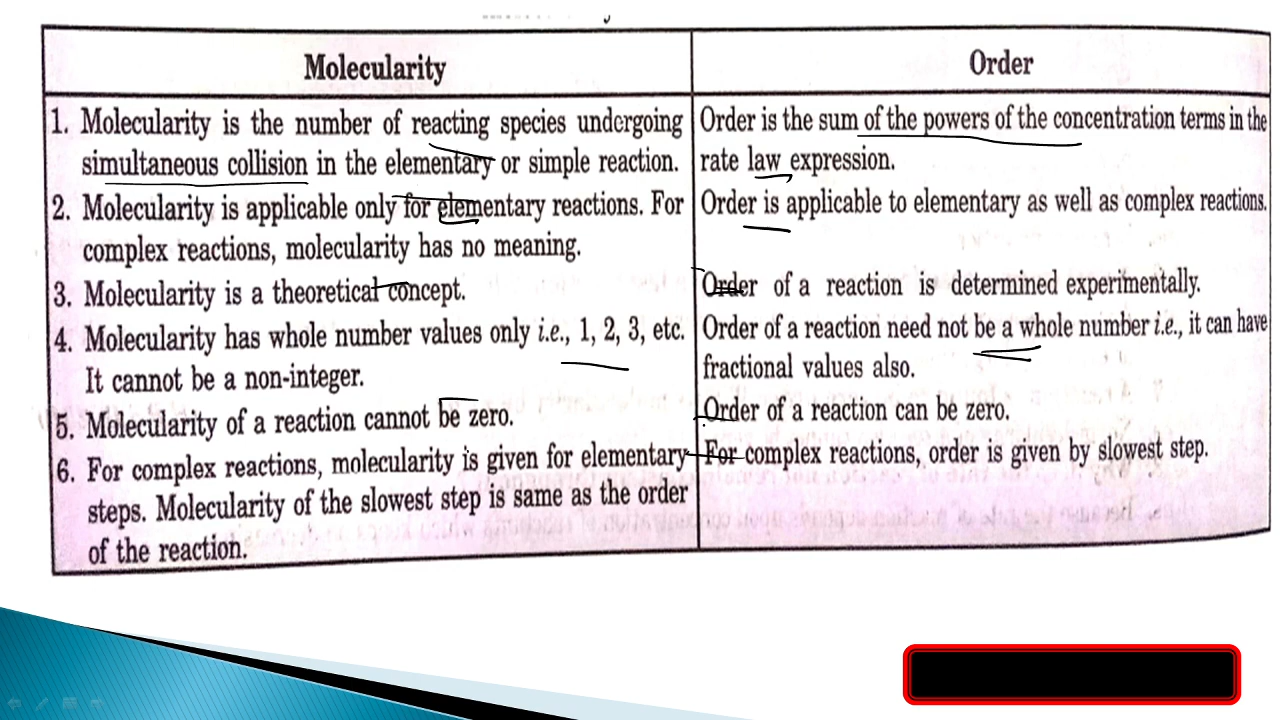 Molecularity
Order
1. Molecularity is the number of reacting species undergoing
simultaneous collision in the elementary or simple reaction.
Order is the sum of the powers of the concentration terms in the
rate law expression.
2. Molecularity is applicable only for elementary reactions. For
complex reactions, molecularity has no meaning.
Order is applicable to elementary as well as complex reactions.
3. Molecularity is a theoretical concept.
Order of a reaction is determined experimentally.
4. Molecularity has whole number values only i.e., 1, 2, 3, etc.
It cannot be a non-integer.
Order of a reaction need not be a whole number i.e., it can have
fractional values also.
5. Molecularity of a reaction cannot be zero.
Order of a reaction can be zero.
6. For complex reactions, molecularity is given for elementary
steps. Molecularity of the slowest step is same as the order
of the reaction.
For complex reactions, order is given by slowest step.